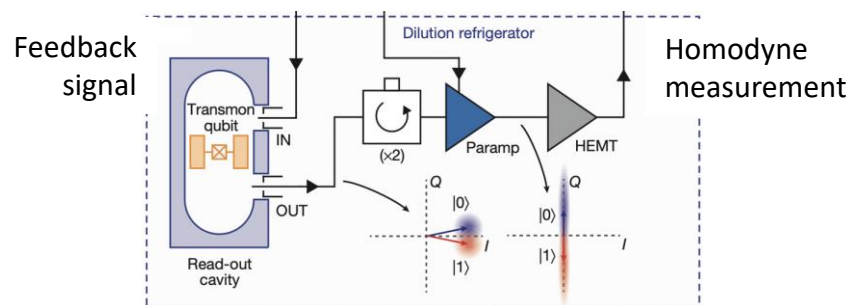 Feedback
signal
Dilution refrigerator
Homodyne
measurement
Transmon
qubit
IN
OUT
(×2)
Paramp
HEMT
Read-out
cavity
Q
|0⟩
I
|1⟩
Q
|0⟩
I
|1⟩